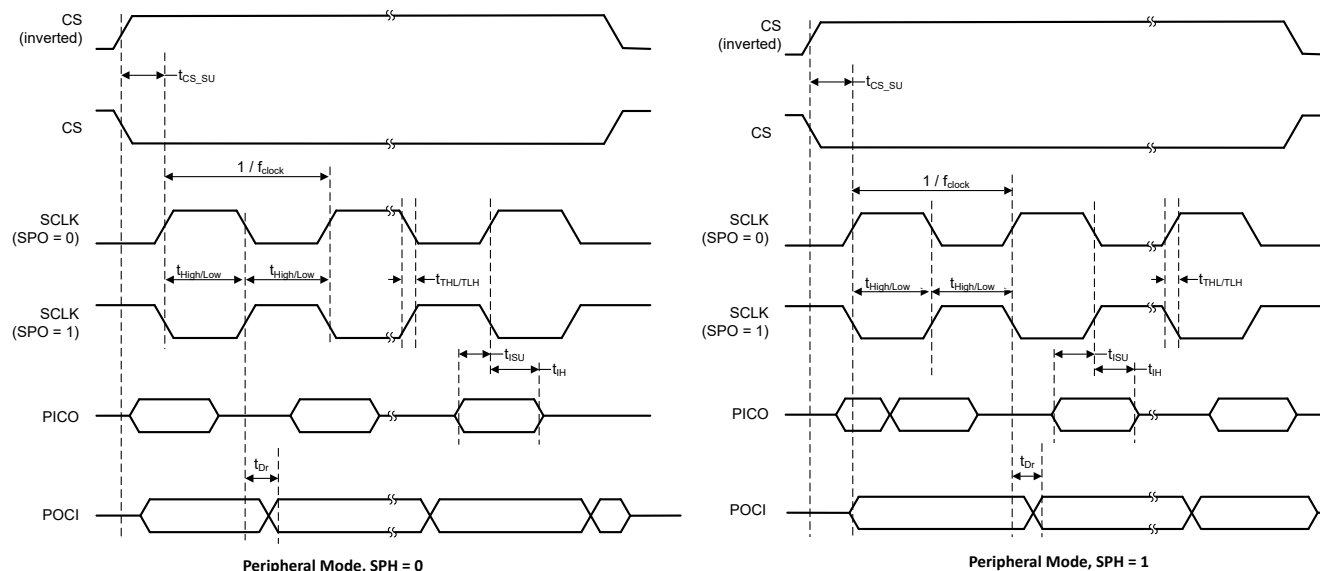 CS
(inverted)
tCS_SU
CS
1 / fclock
SCLK
(SPO = 0)
tHigh/Low
tHigh/Low
tTHL/TLH
SCLK
(SPO = 1)
tISU
tIH
PICO
tDr
POCI
Peripheral Mode, SPH = 0
CS
(inverted)
tCS_SU
CS
1 / fclock
SCLK
(SPO = 0)
tHigh/Low
tHigh/Low
tTHL/TLH
SCLK
(SPO = 1)
tISU
tIH
PICO
tDr
POCI
Peripheral Mode, SPH = 1